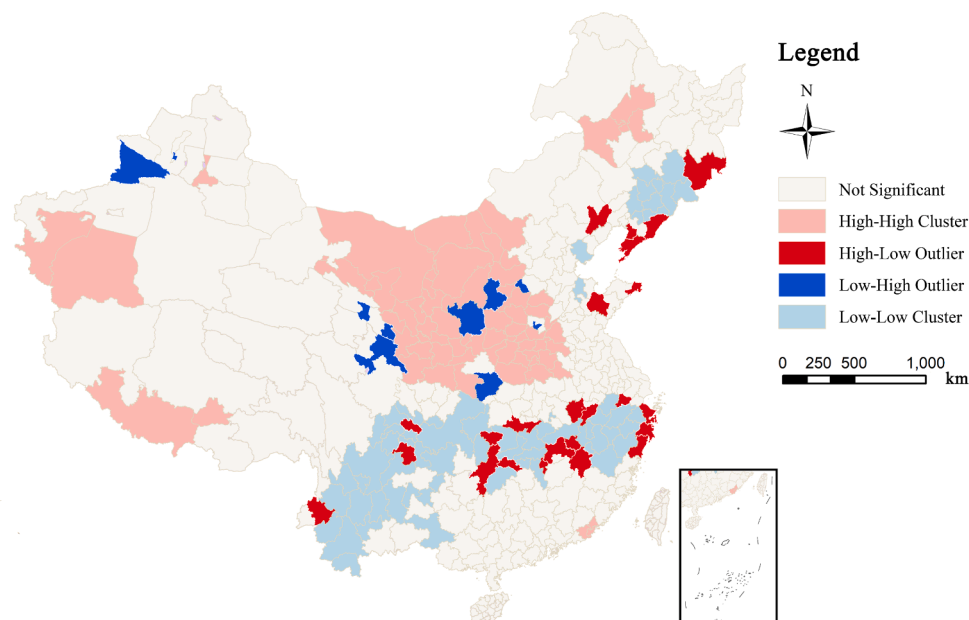 Legend
N
Not Significant
High-High Cluster
High-Low Outlier
Low-High Outlier
Low-Low Cluster
0 250 500 1,000
km